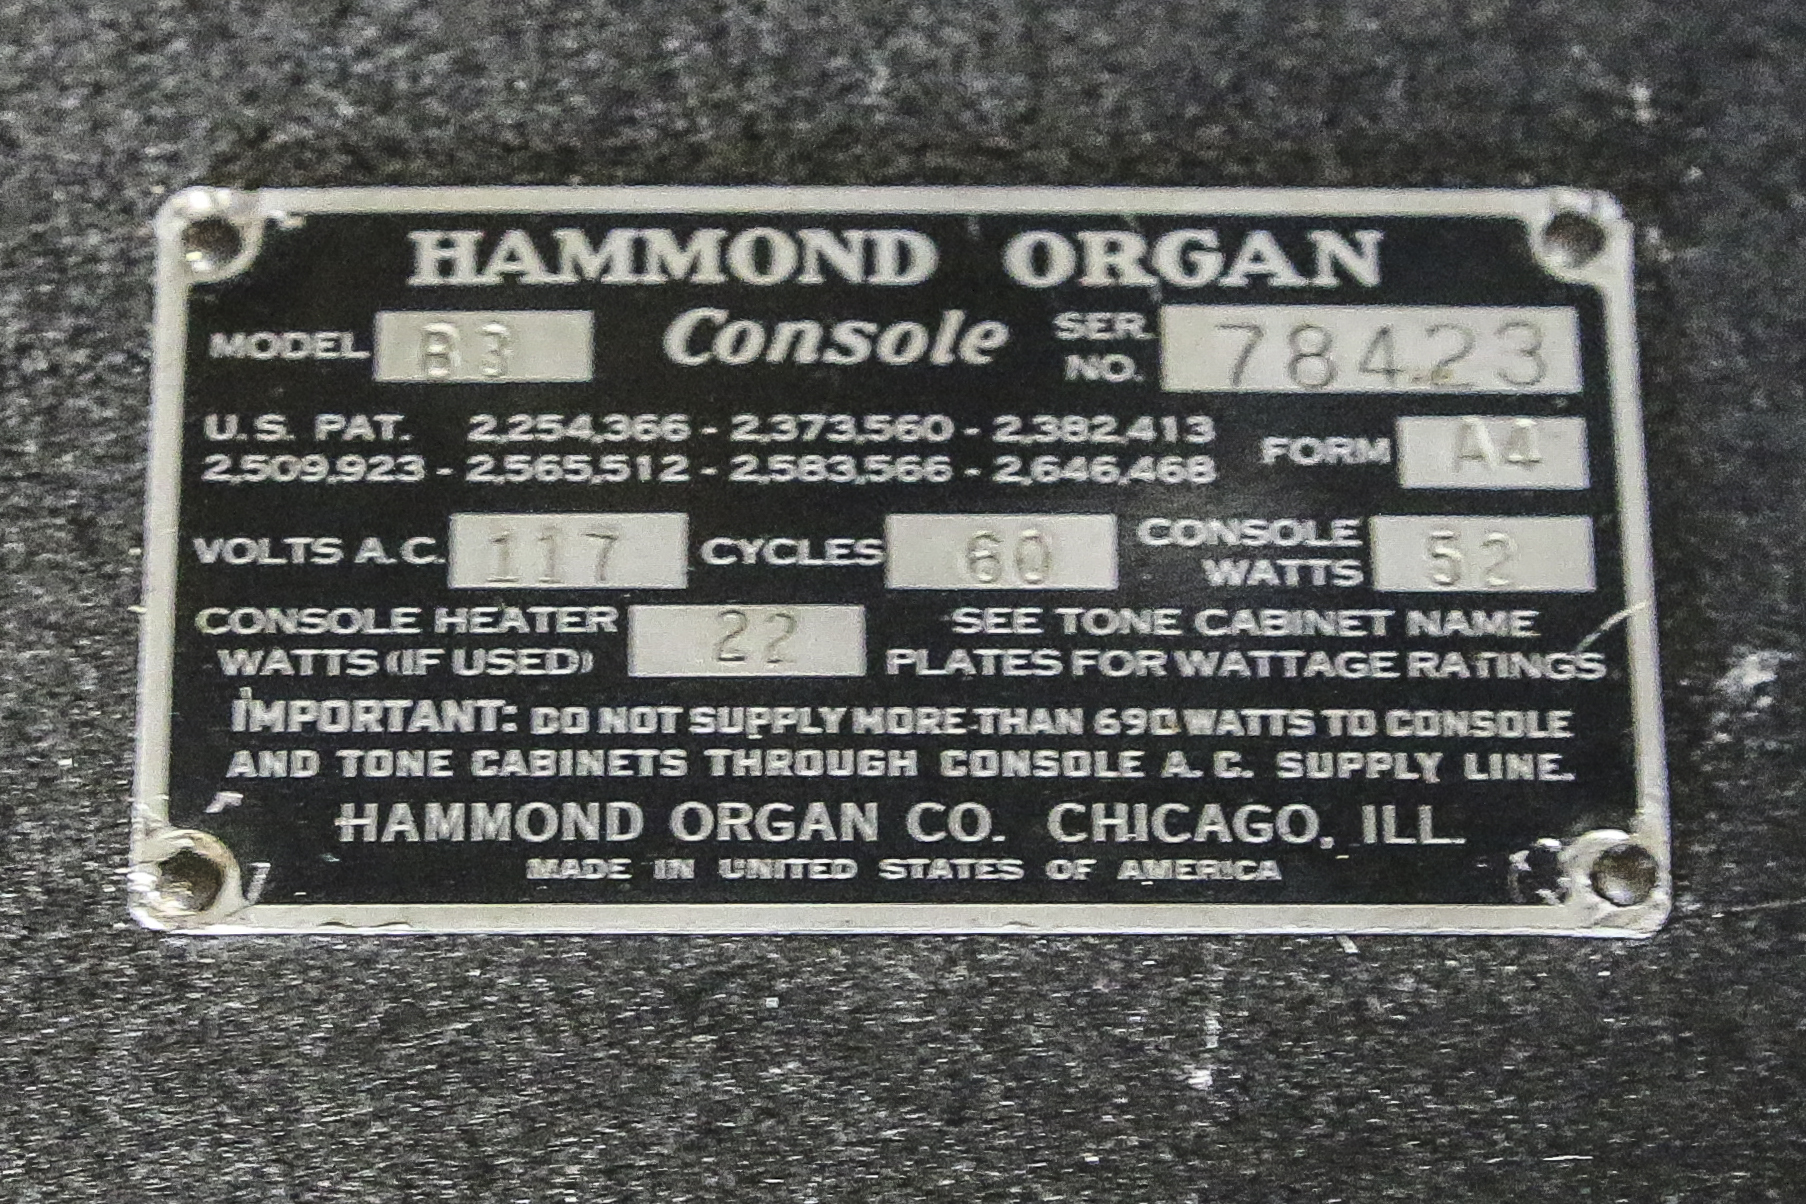 HAMMOND ORGAN
MODEL B3 Console SER. NO. 78423
U.S. PAT. 2,254,366 - 2,373,560 - 2,382,413
2,509,923 - 2,565,512 - 2,583,566 - 2,646,468
FORM A4
VOLTS A.C. 117 CYCLES 60 CONSOLE WATTS 52
CONSOLE HEATER
WATTS (IF USED) 22
SEE TONE CABINET NAME
PLATES FOR WATTAGE RATINGS
IMPORTANT: DO NOT SUPPLY MORE THAN 690 WATTS TO CONSOLE
AND TONE CABINETS THROUGH CONSOLE A.C. SUPPLY LINE.
HAMMOND ORGAN CO. CHICAGO, ILL.
MADE IN UNITED STATES OF AMERICA